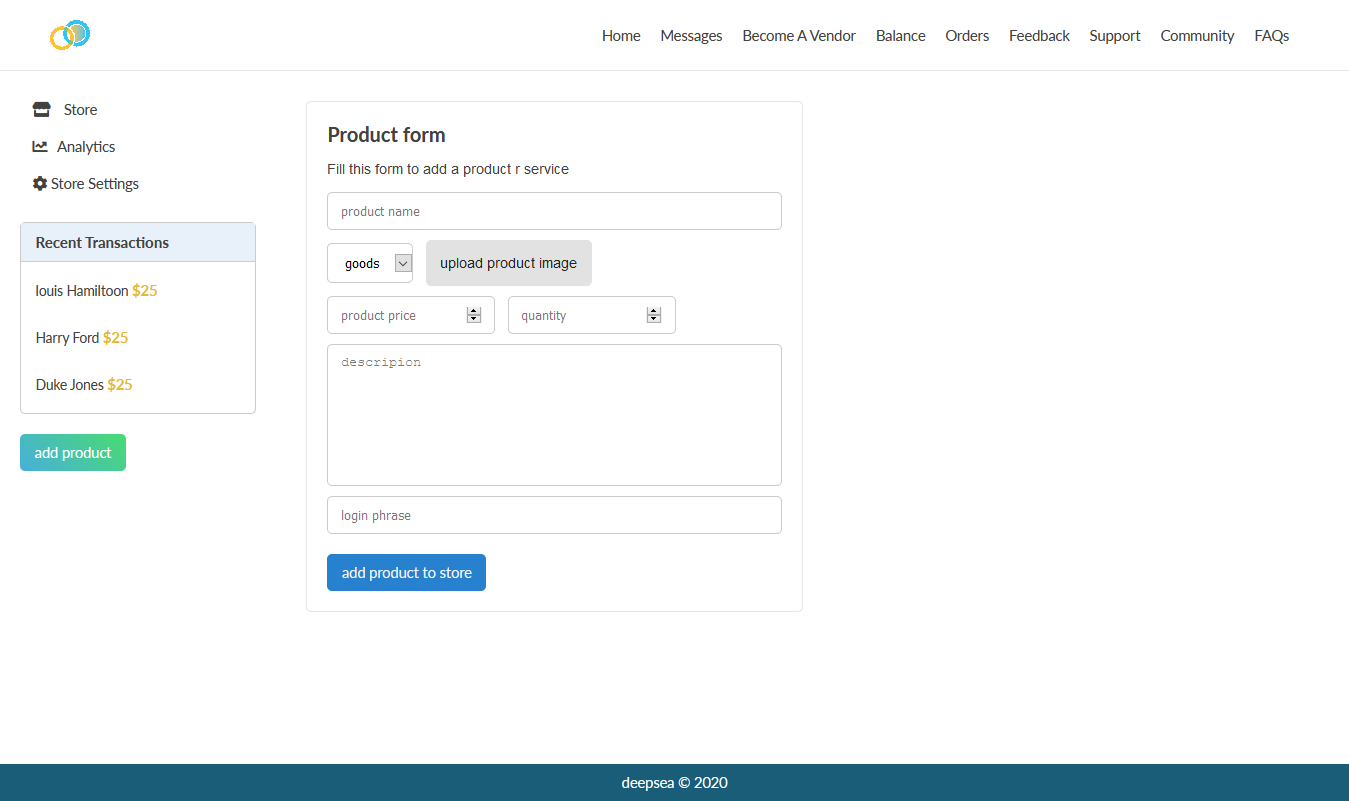 Home Messages Become A Vendor Balance Orders Feedback Support Community FAQs
Store
Analytics
Store Settings
Recent Transactions
louis Hamiltoon $25
Harry Ford $25
Duke Jones $25
add product
Product form
Fill this form to add a product r service
product name
goods
upload product image
product price
quantity
descripion
login phrase
add product to store
deepsea © 2020